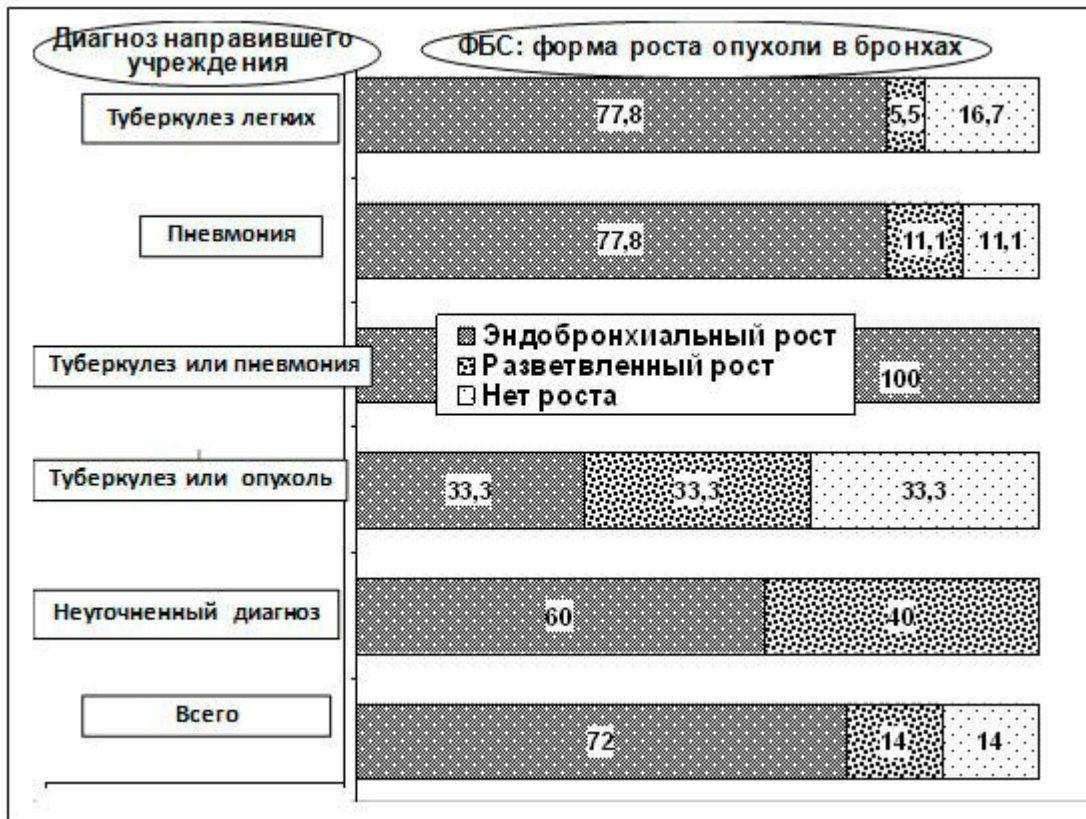 Диагноз направившего
учреждения
ФБС: форма роста опухоли в бронхах
Туберкулез легких
77,8
5,5
16,7
Пневмония
77,8
11,1
11,1
Эндобронхиальный рост
Разветвленный рост
Нет роста
Туберкулез или пневмония
100
Туберкулез или опухоль
33,3
33,3
33,3
Неуточненный диагноз
60
40
Всего
72
14
14